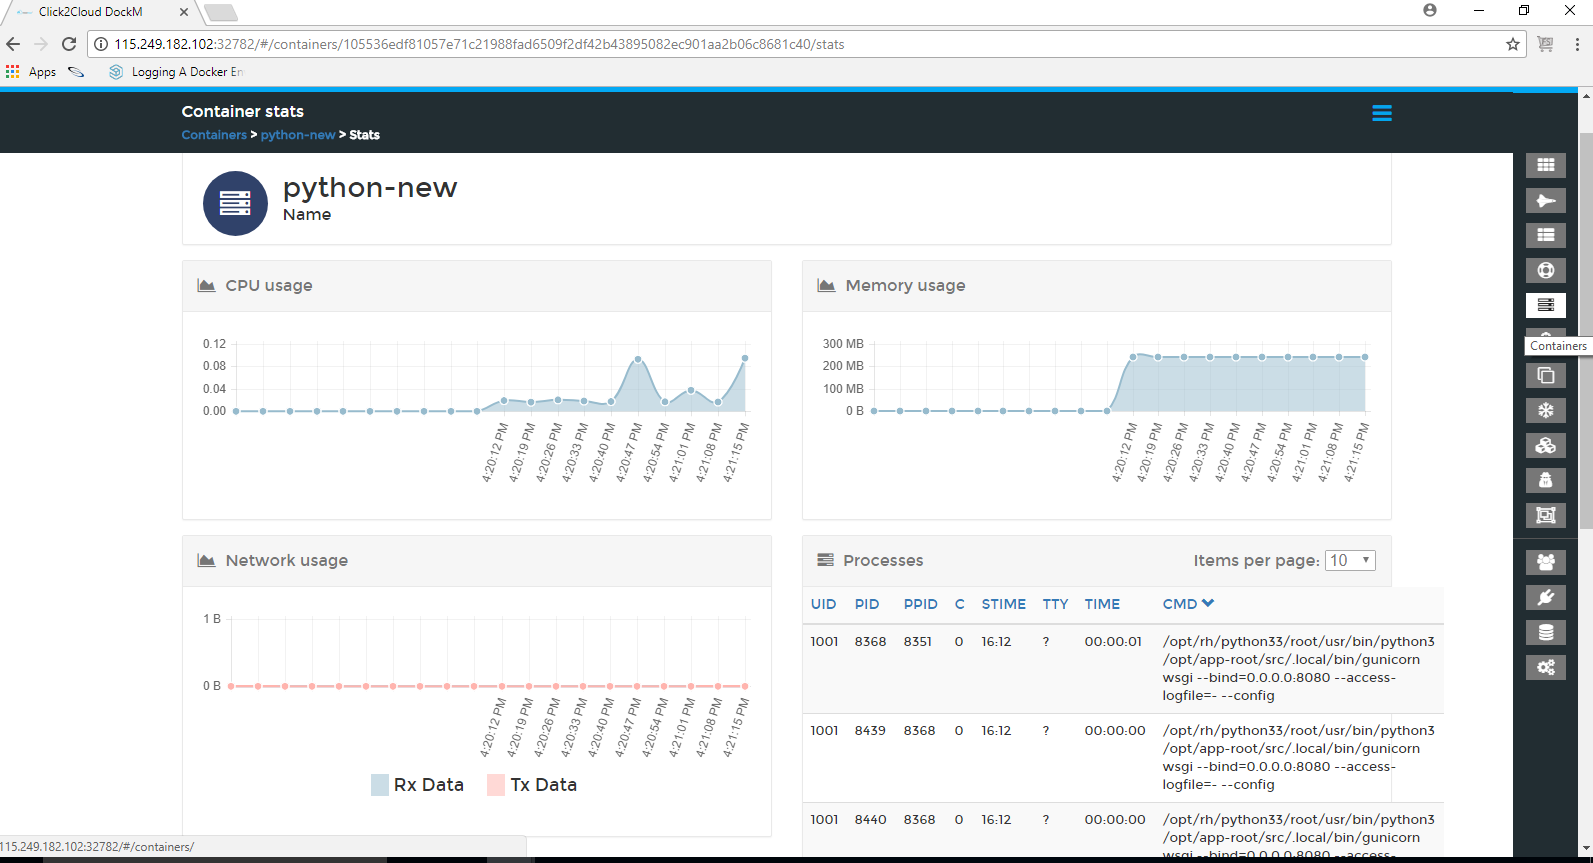 Click2Cloud DockM
115.249.182.102:32782/#/containers/105536edf81057e71c21988fad6509f2df42b43895082ec901aa2b06c8681c40/stats
Apps
Logging A Docker En
Container stats
Containers > python-new > Stats
python-new
Name
CPU usage
0.12
0.08
0.04
0.00
4:20:12 PM
4:20:19 PM
4:20:26 PM
4:20:33 PM
4:20:40 PM
4:20:47 PM
4:20:54 PM
4:21:01 PM
4:21:08 PM
4:21:15 PM
Memory usage
300 MB
200 MB
100 MB
0 B
4:20:12 PM
4:20:19 PM
4:20:26 PM
4:20:33 PM
4:20:40 PM
4:20:47 PM
4:20:54 PM
4:21:01 PM
4:21:08 PM
4:21:15 PM
Containers
Network usage
1 B
0 B
4:20:12 PM
4:20:19 PM
4:20:26 PM
4:20:33 PM
4:20:40 PM
4:20:47 PM
4:20:54 PM
4:21:01 PM
4:21:08 PM
4:21:15 PM
Rx Data Tx Data
Processes Items per page: 10
UID PID PPID C STIME TTY TIME CMD
1001 8368 8351 0 16:12 ? 00:00:01 /opt/rh/python33/root/usr/bin/python3
/opt/app-root/src/.local/bin/gunicorn
wsgi --bind=0.0.0.0:8080 --access-
logfile=- --config
1001 8439 8368 0 16:12 ? 00:00:00 /opt/rh/python33/root/usr/bin/python3
/opt/app-root/src/.local/bin/gunicorn
wsgi --bind=0.0.0.0:8080 --access-
logfile=- --config
1001 8440 8368 0 16:12 ? 00:00:00 /opt/rh/python33/root/usr/bin/python3
/opt/app-root/src/.local/bin/gunicorn
wsgi --bind=0.0.0.0:8080 --access-
115.249.182.102:32782/#/containers/